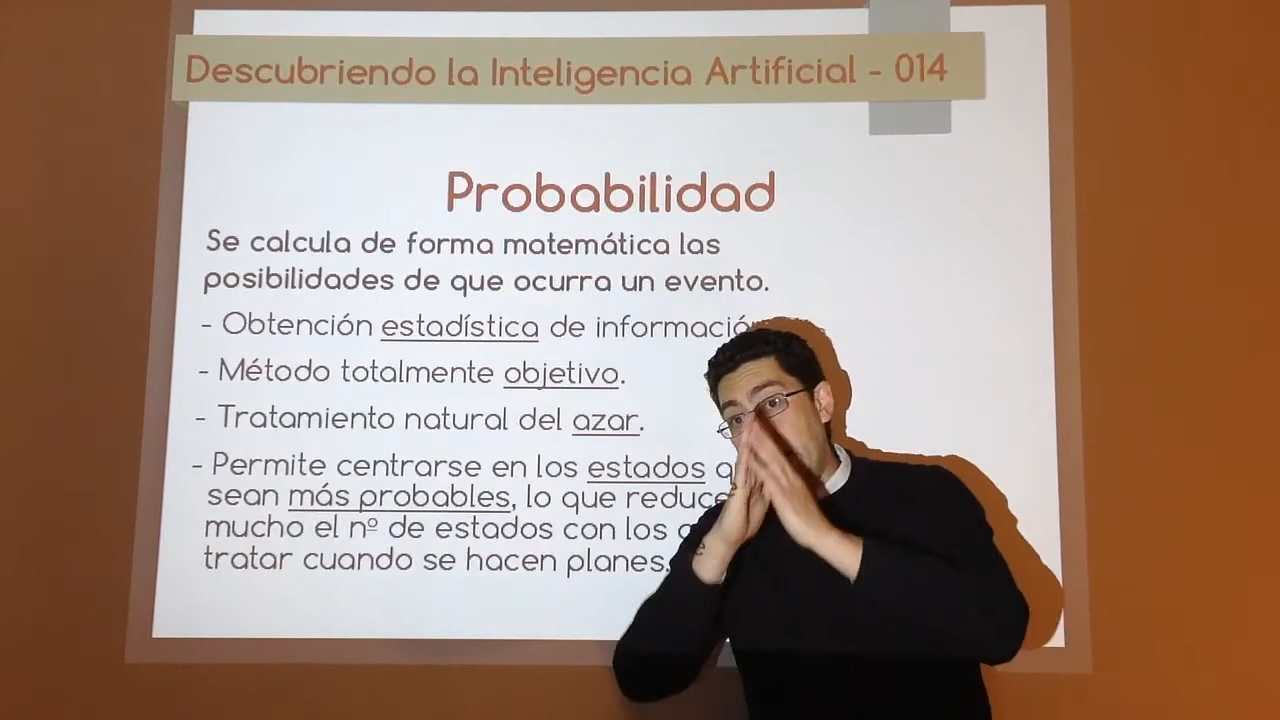 Descubriendo la Inteligencia Artificial - 014
Probabilidad
Se calcula de forma matemática las
posibilidades de que ocurra un evento.
- Obtención estadística de información
- Método totalmente objetivo.
- Tratamiento natural del azar.
- Permite centrarse en los estados
sean más probables, lo que reduce
mucho el nº de estados con los
tratar cuando se hacen planes.